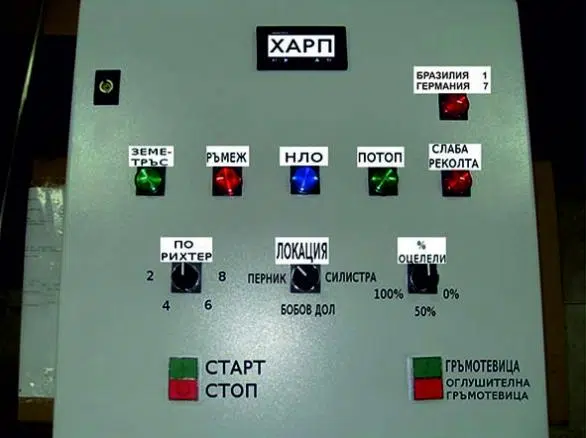 ХАРП
БРАЗИЛИЯ 1
ГЕРМАНИЯ 7
ЗЕМЕ-
ТРЪС
РЪМЕЖ
НЛО
ПОТОП
СЛАБА
РЕКОЛТА
ПО
РИХТЕР
2
8
4
6
ЛОКАЦИЯ
ПЕРНИК
СИЛИСТРА
БОБОВ ДОЛ
%
ОЦЕЛЕЛИ
100%
0%
50%
СТАРТ
СТОП
ГРЪМОТЕВИЦА
ОГЛУШИТЕЛНА
ГРЪМОТЕВИЦА